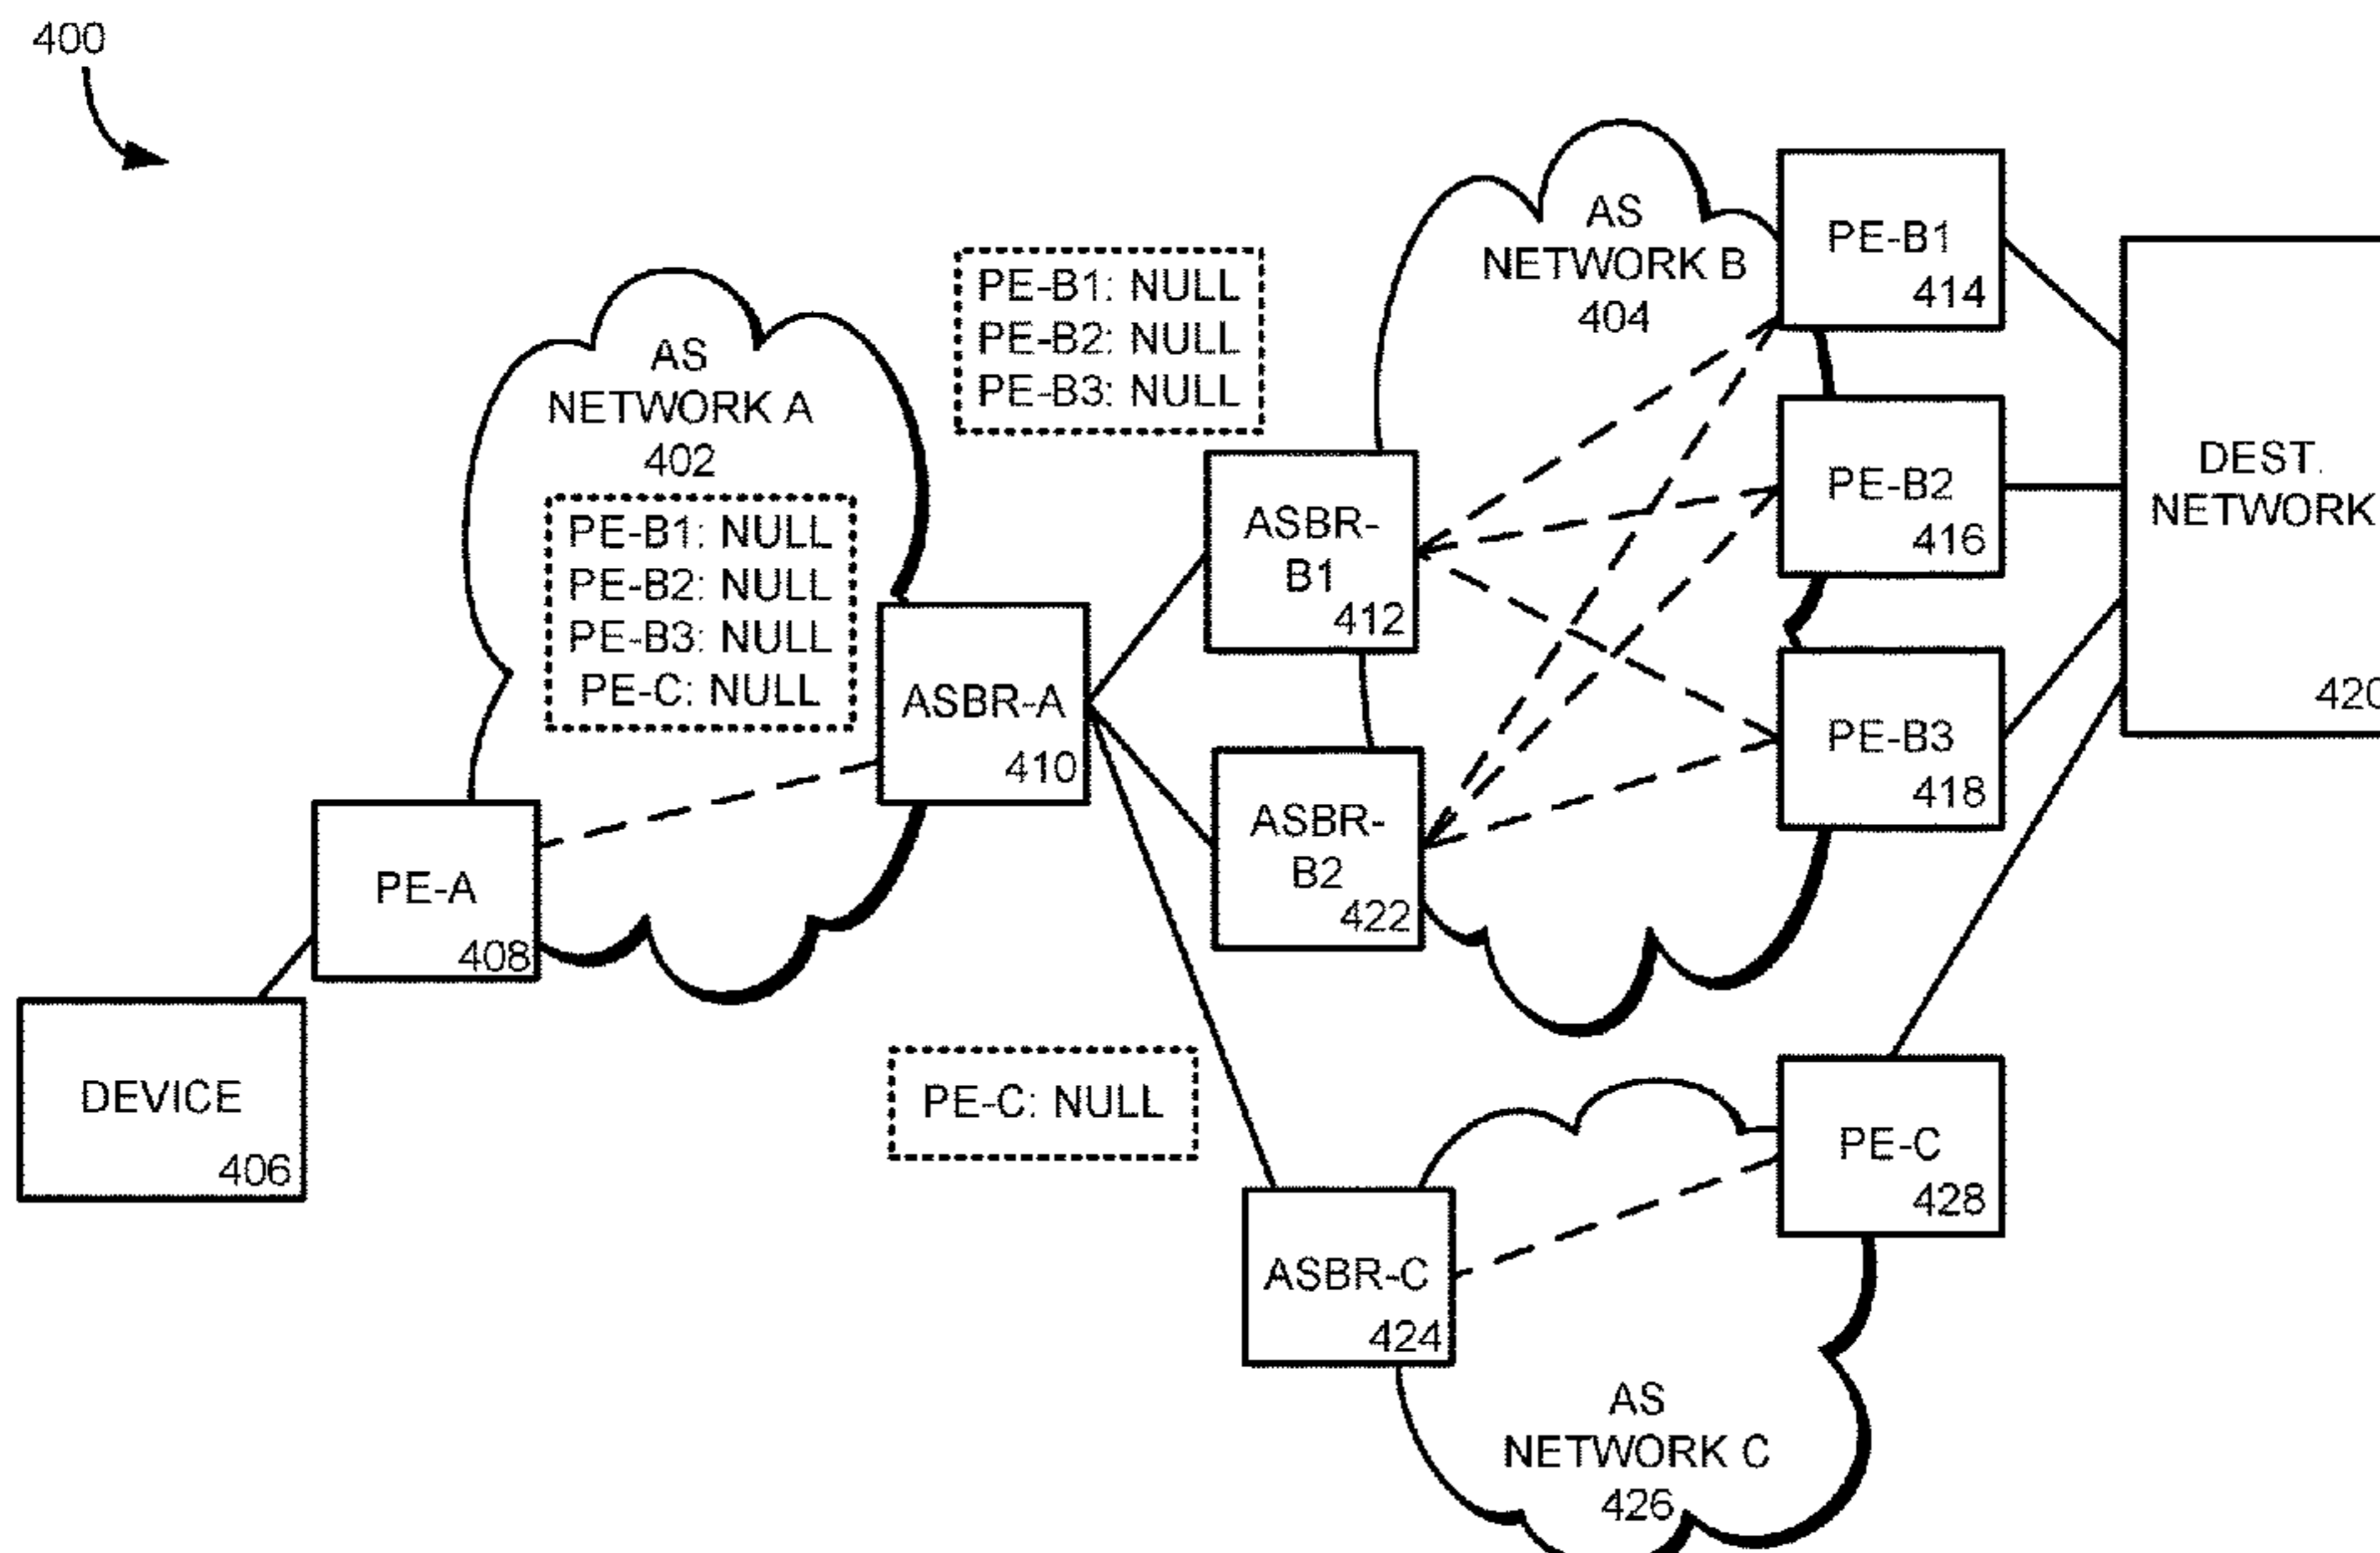 400
AS
NETWORK A
402
PE-B1: NULL
PE-B2: NULL
PE-B3: NULL
PE-C: NULL
PE-B1: NULL
PE-B2: NULL
PE-B3: NULL
AS
NETWORK B
404
PE-B1
414
PE-B2
416
PE-B3
418
DEST.
NETWORK
420
ASBR-
B1
412
ASBR-A
410
ASBR-
B2
422
PE-A
408
DEVICE
406
PE-C: NULL
PE-C
428
ASBR-C
424
AS
NETWORK C
426